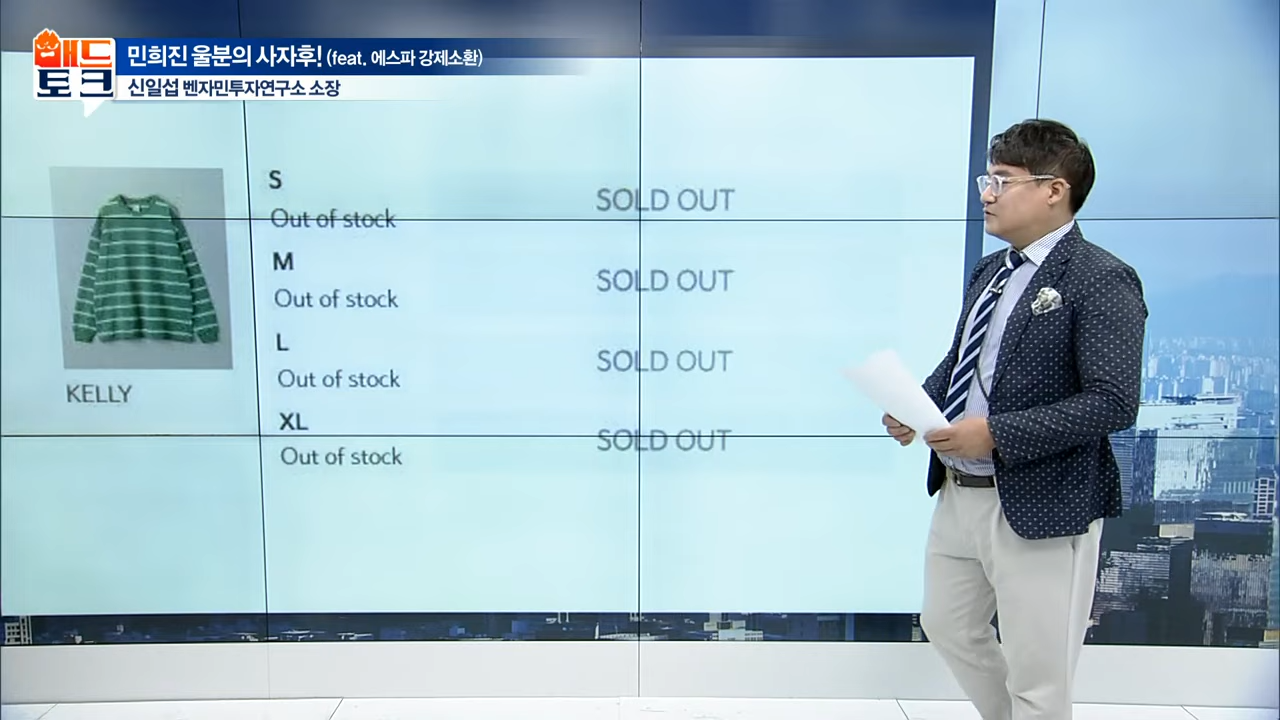 매드
토크
민희진 울분의 사자후! (feat. 에스파 강제소환)
신일섭 벤자민투자연구소 소장
S
Out of stock
SOLD OUT
M
Out of stock
SOLD OUT
L
Out of stock
SOLD OUT
XL
Out of stock
SOLD OUT
KELLY